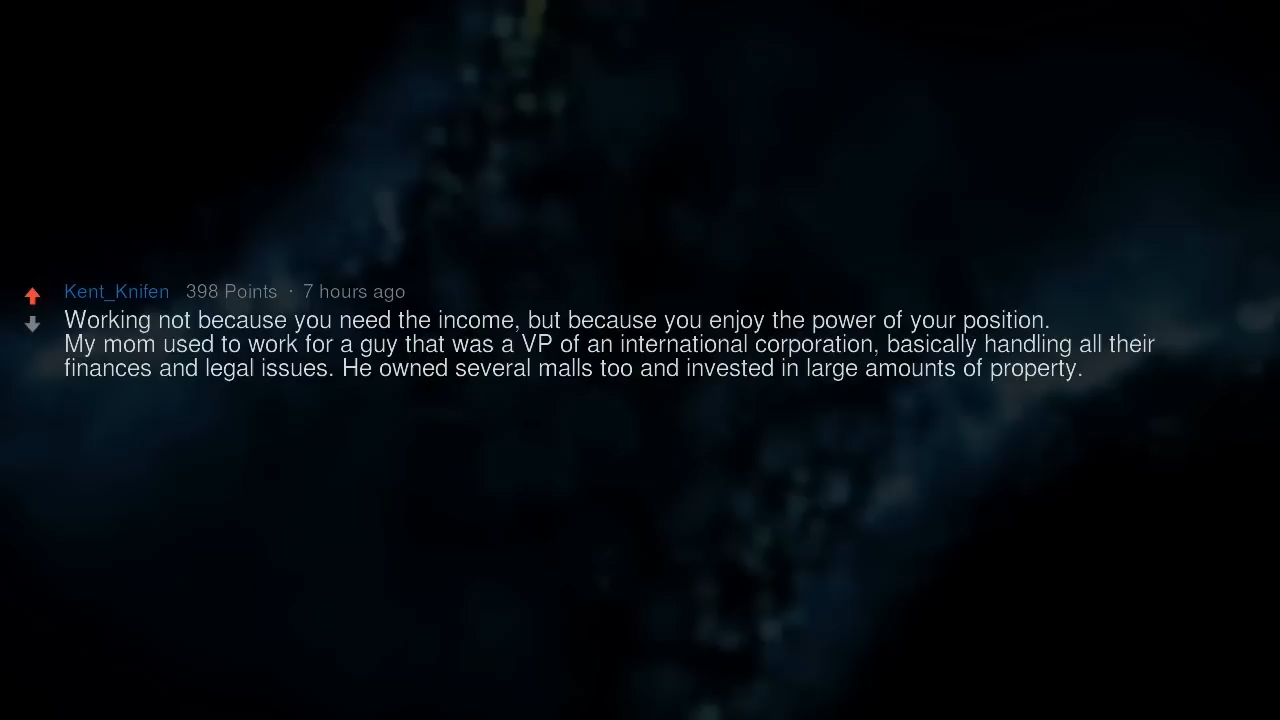 Kent_Knifen 398 Points · 7 hours ago
Working not because you need the income, but because you enjoy the power of your position.
My mom used to work for a guy that was a VP of an international corporation, basically handling all their
finances and legal issues. He owned several malls too and invested in large amounts of property.